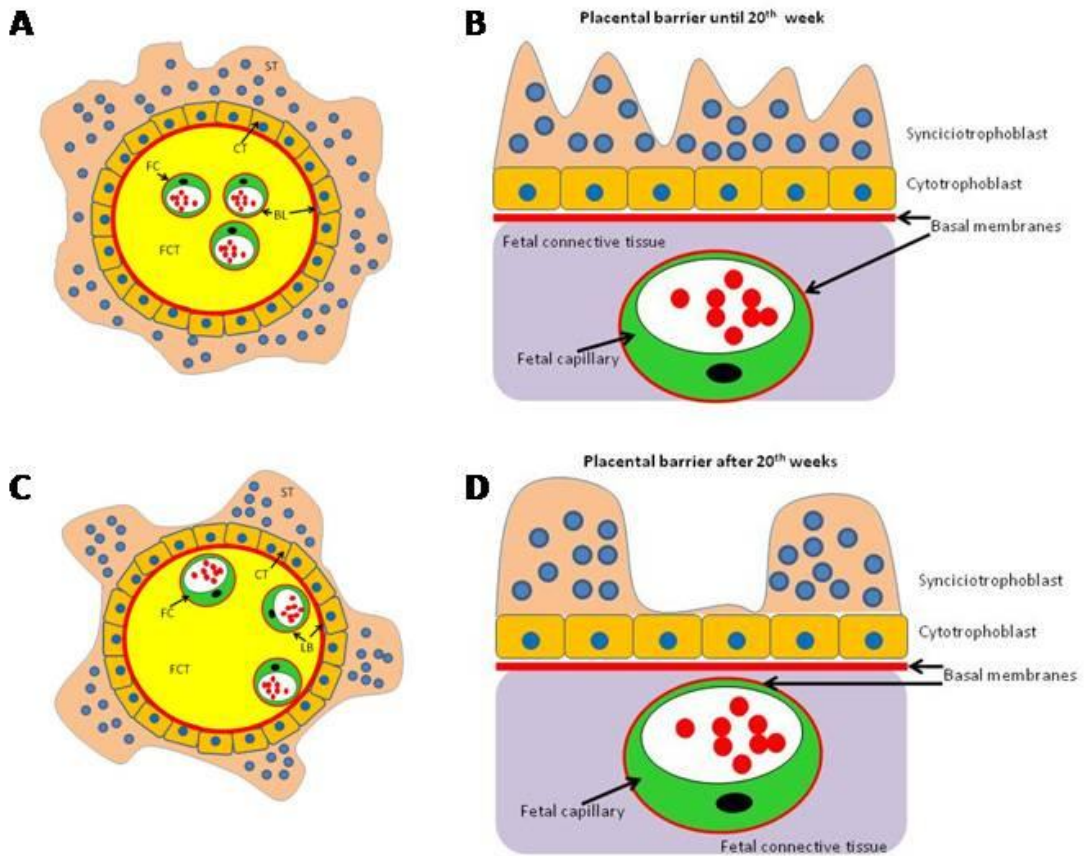 A
ST
CT
FC
BL
FCT
B
Placental barrier until 20th week
Synciciotrophoblast
Cytotrophoblast
Basal membranes
Fetal connective tissue
Fetal capillary
C
ST
CT
FC
LB
FCT
D
Placental barrier after 20th weeks
Synciciotrophoblast
Cytotrophoblast
Basal membranes
Fetal capillary
Fetal connective tissue